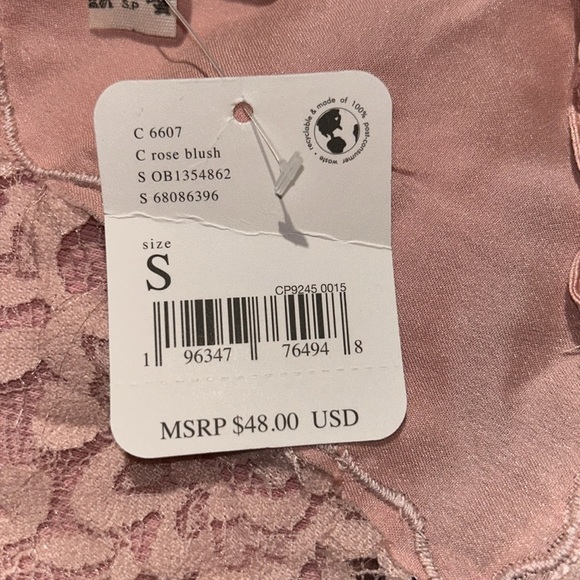 S.P
C 6607
C rose blush
S OB1354862
S 68086396
recyclable & made of 100% post-consumer waste •
size
S
CP9245 0015
1 96347 76494 8
MSRP $48.00 USD